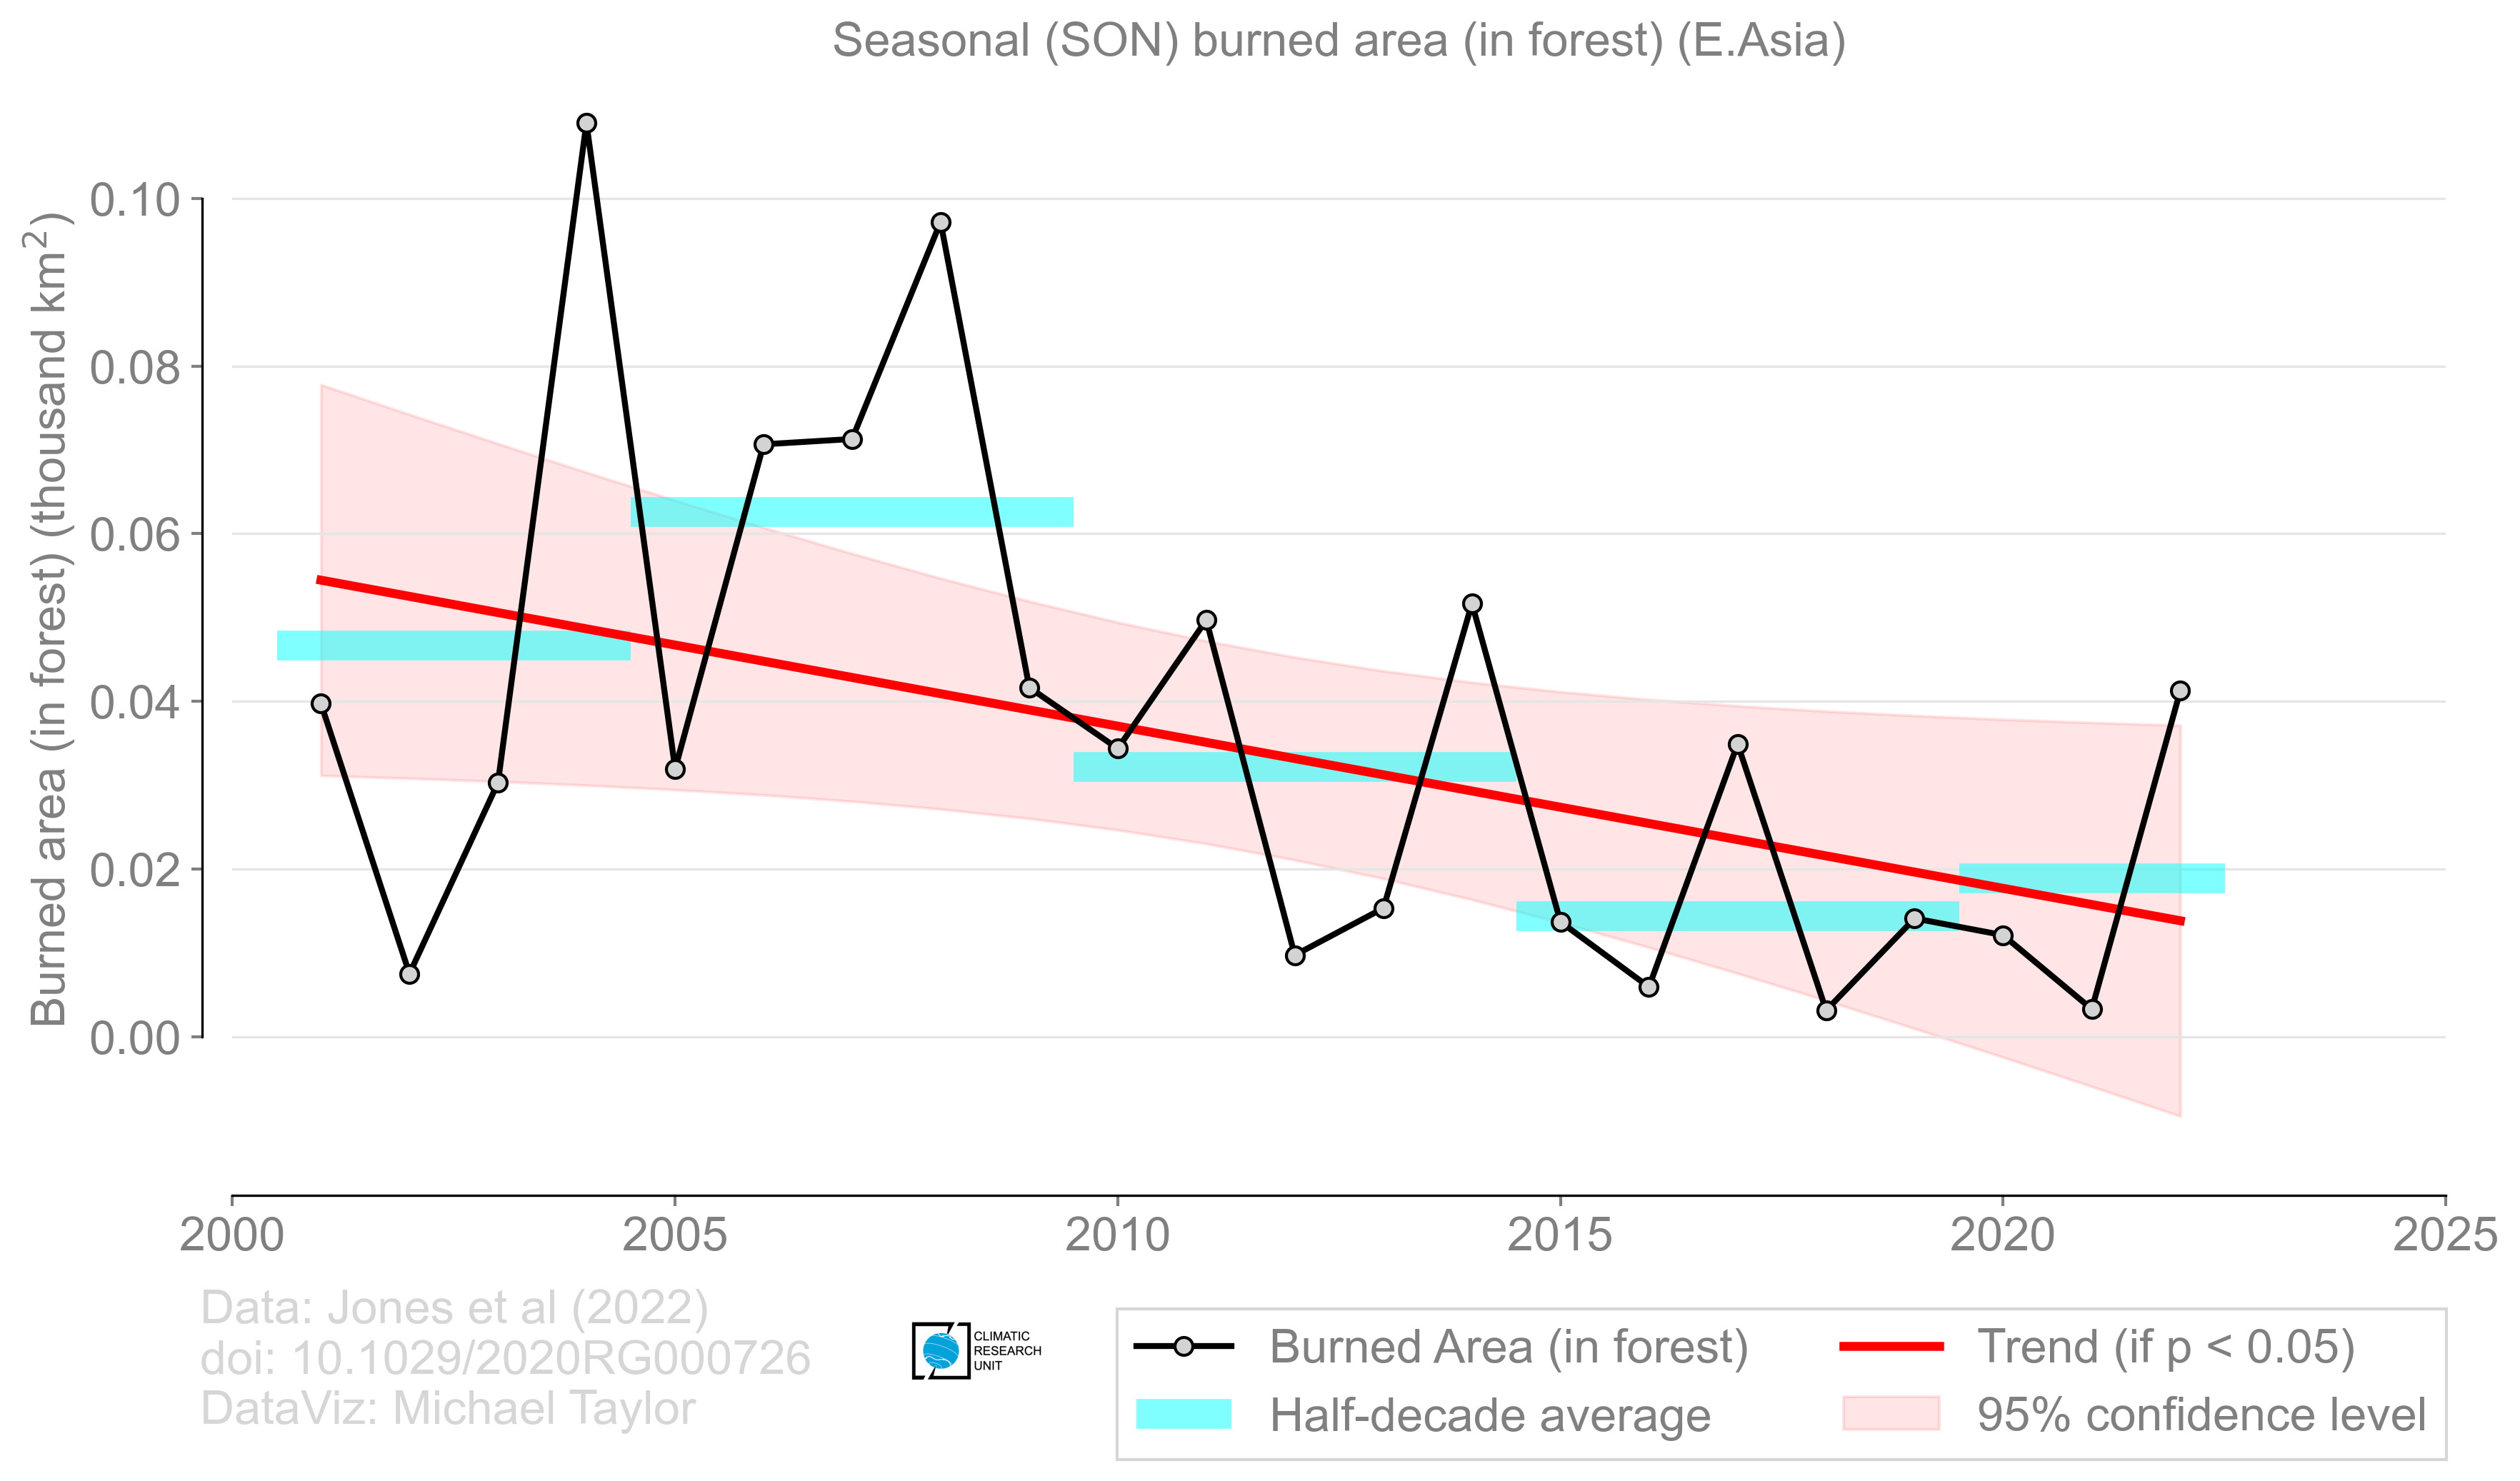 Seasonal (SON) burned area (in forest) (E.Asia)
Burned area (in forest) (thousand km²)
0.10
0.08
0.06
0.04
0.02
0.00
2000
2005
2010
2015
2020
2025
Data: Jones et al (2022)
doi: 10.1029/2020RG000726
DataViz: Michael Taylor
CLIMATIC
RESEARCH
UNIT
Burned Area (in forest)
Half-decade average
Trend (if p < 0.05)
95% confidence level